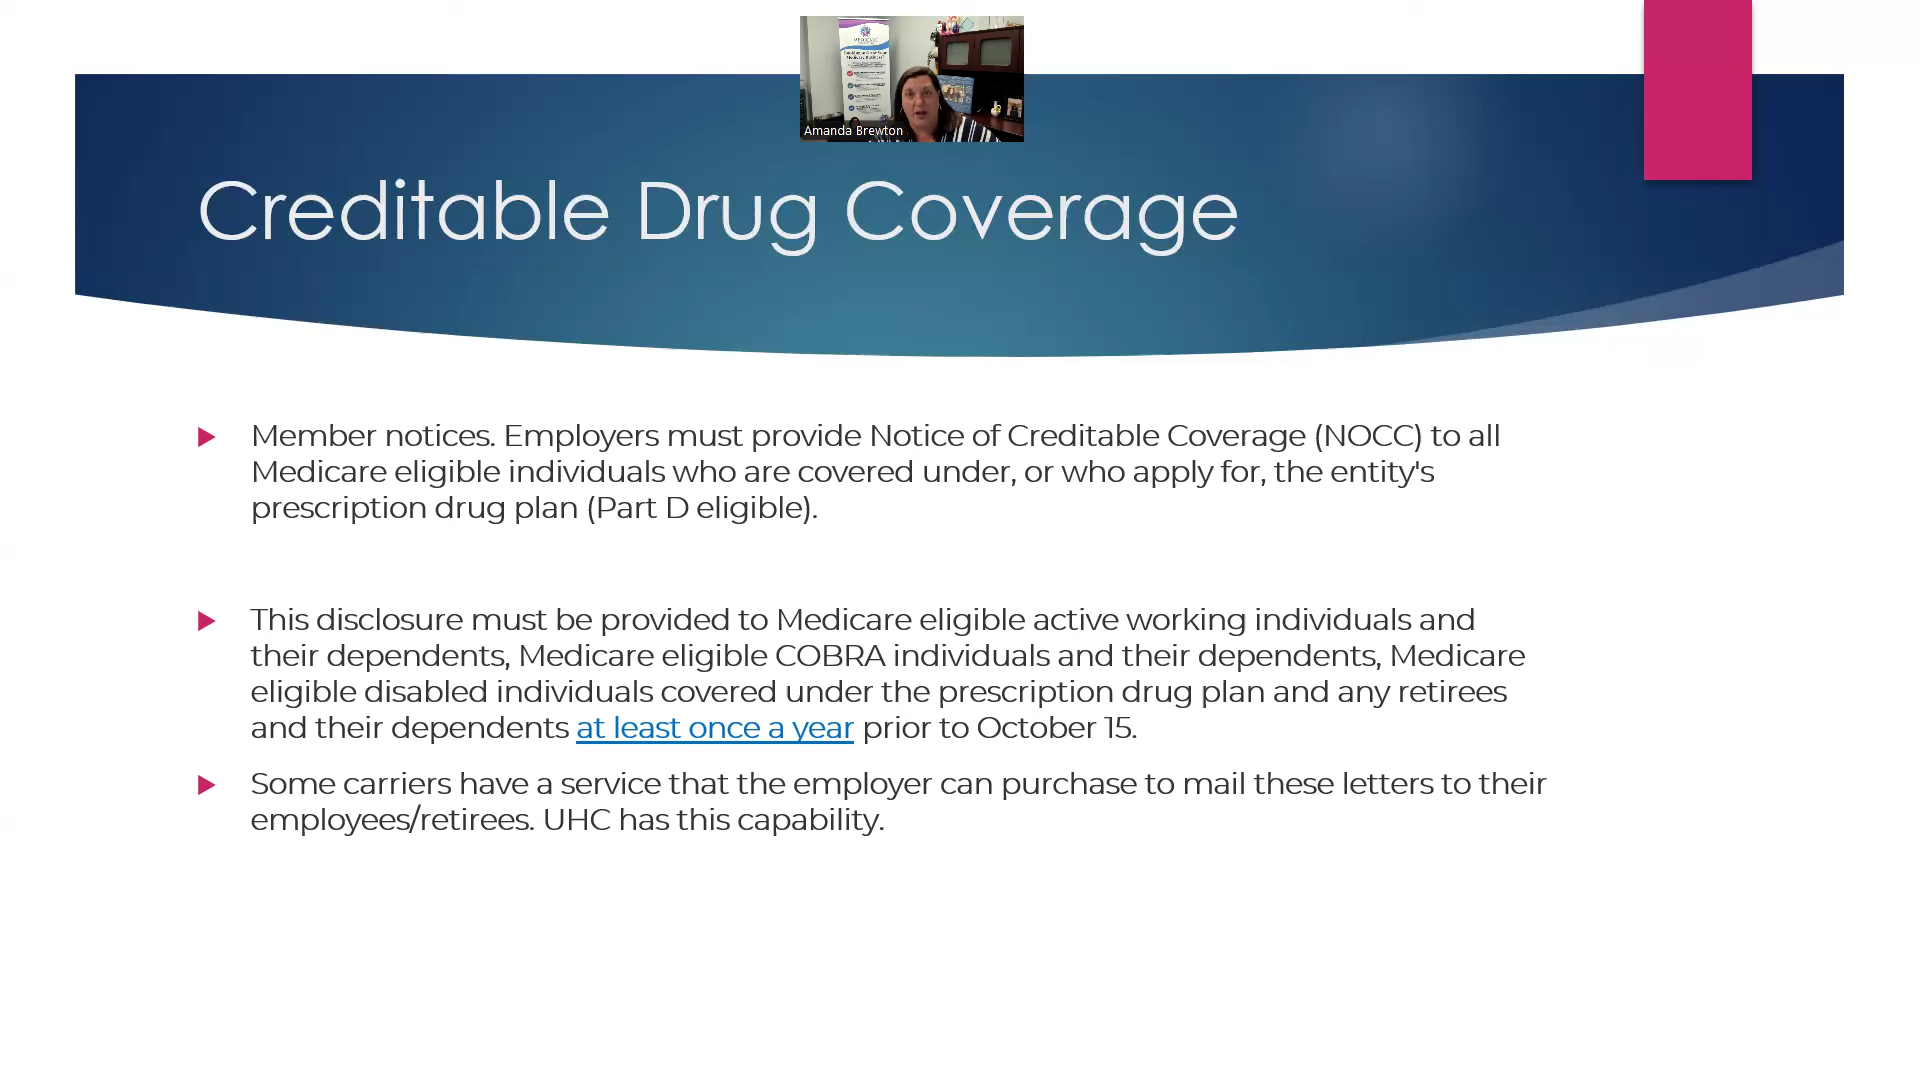 MEDICARE
Amanda Brewton
Creditable Drug Coverage
Member notices. Employers must provide Notice of Creditable Coverage (NOCC) to all
Medicare eligible individuals who are covered under, or who apply for, the entity's
prescription drug plan (Part D eligible).
This disclosure must be provided to Medicare eligible active working individuals and
their dependents, Medicare eligible COBRA individuals and their dependents, Medicare
eligible disabled individuals covered under the prescription drug plan and any retirees
and their dependents at least once a year prior to October 15.
Some carriers have a service that the employer can purchase to mail these letters to their
employees/retirees. UHC has this capability.